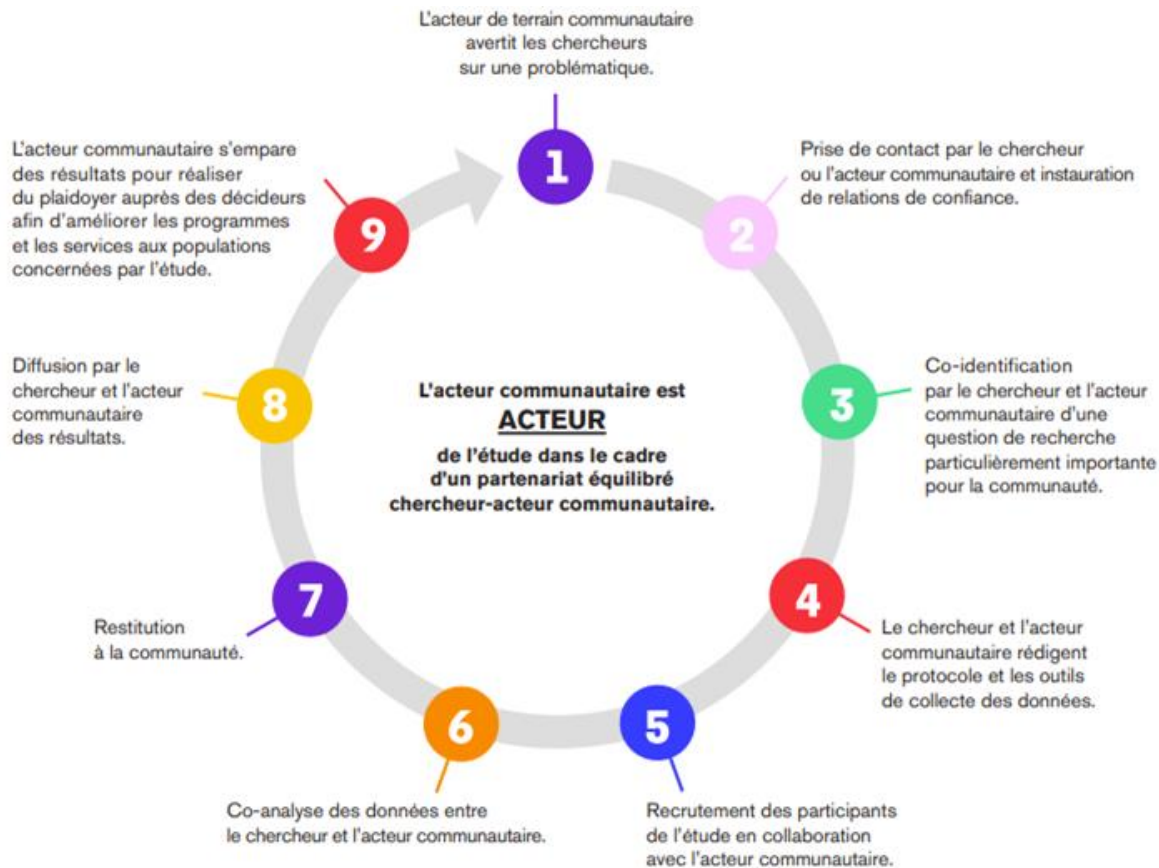 L'acteur de terrain communautaire
avertit les chercheurs
sur une problématique.
1
Prise de contact par le chercheur
ou l'acteur communautaire et instauration
de relations de confiance.
2
Co-identification
par le chercheur et l'acteur
communautaire d'une
question de recherche
particulièrement importante
pour la communauté.
3
Le chercheur et l'acteur
communautaire rédigent
le protocole et les outils
de collecte des données.
4
Recrutement des participants
de l'étude en collaboration
avec l'acteur communautaire.
5
Co-analyse des données entre
le chercheur et l'acteur communautaire.
6
Restitution
à la communauté.
7
Diffusion par le
chercheur et l'acteur
communautaire
des résultats.
8
L'acteur communautaire s'empare
des résultats pour réaliser
du plaidoyer auprès des décideurs
afin d'améliorer les programmes
et les services aux populations
concernées par l'étude.
9
L'acteur communautaire est
ACTEUR
de l'étude dans le cadre
d'un partenariat équilibré
chercheur-acteur communautaire.